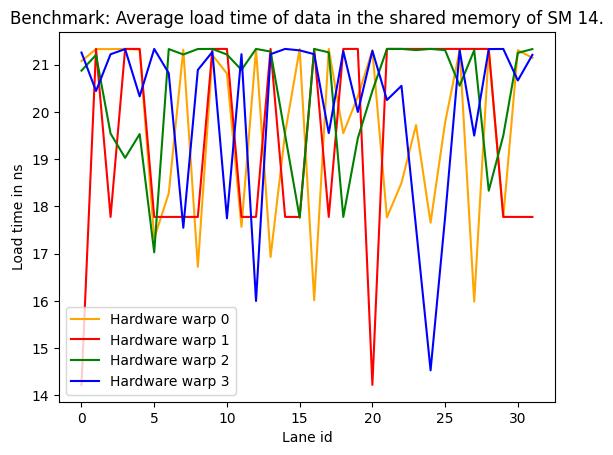 Benchmark: Average load time of data in the shared memory of SM 14.
Load time in ns
21
20
19
18
17
16
15
14
Hardware warp 0
Hardware warp 1
Hardware warp 2
Hardware warp 3
0 5 10 15 20 25 30
Lane id